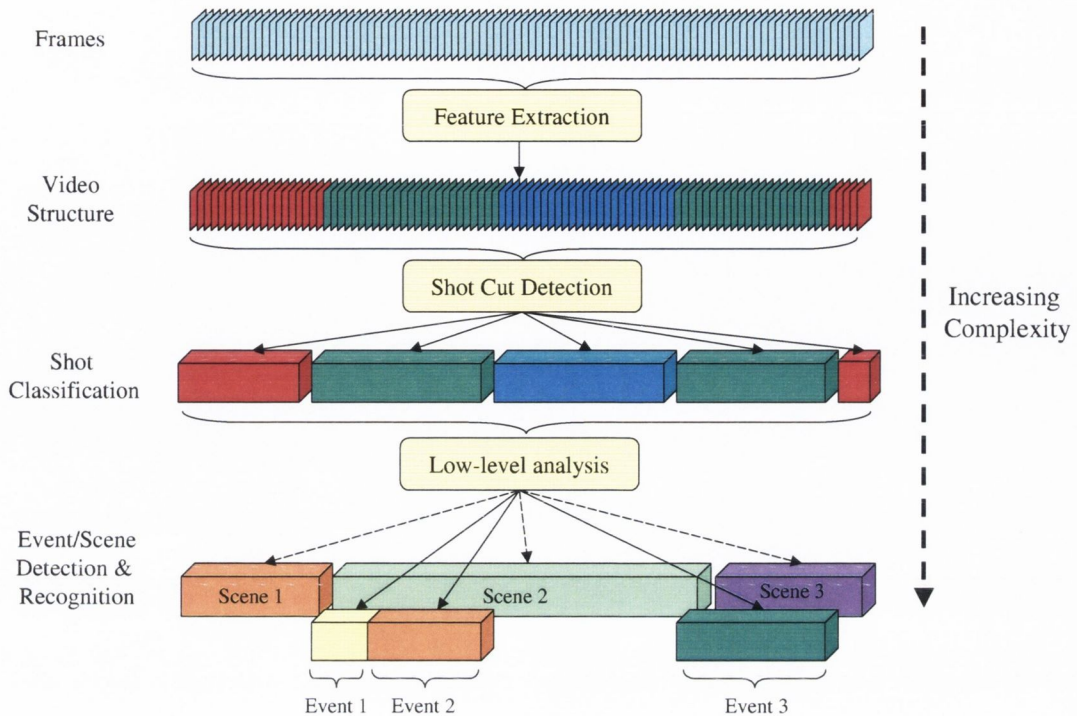 Frames
Feature Extraction
Video
Structure
Shot Cut Detection
Increasing
Complexity
Shot
Classification
Low-level analysis
Event/Scene
Detection &
Recognition
Scene 1
Scene 2
Scene 3
Event 1
Event 2
Event 3